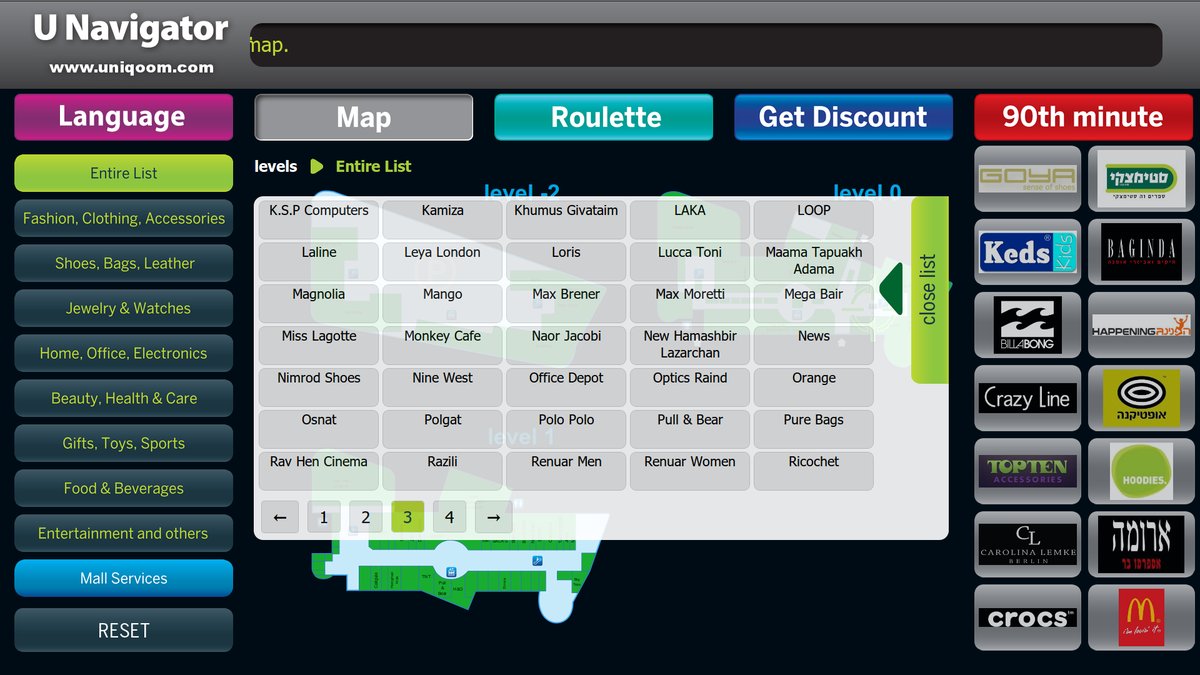 U Navigator
www.uniqoom.com
map.
Language
Map
Roulette
Get Discount
90th minute
Entire List
Fashion, Clothing, Accessories
Shoes, Bags, Leather
Jewelry & Watches
Home, Office, Electronics
Beauty, Health & Care
Gifts, Toys, Sports
Food & Beverages
Entertainment and others
Mall Services
RESET
levels Entire List
level -2
level 0
K.S.P Computers
Kamiza
Khumus Givataim
LAKA
LOOP
Laline
Leya London
Loris
Lucca Toni
Maama Tapuakh
Adama
Magnolia
Mango
Max Brener
Max Moretti
Mega Bair
Miss Lagotte
Monkey Cafe
Naor Jacobi
New Hamashbir
Lazarchan
News
Nimrod Shoes
Nine West
Office Depot
Optics Raind
Orange
Osnat
Polgat
Polo Polo
Pull & Bear
Pure Bags
level 1
Rav Hen Cinema
Razili
Renuar Men
Renuar Women
Ricochet
← 1 2 3 4 →
close list
GOYA
sense of shoes
סטימצקי
ספרים זה סטימצקי
Keds®
Kids
BAGINDA
BILLABONG
HAPPENING הפנינג
CRAZY LINE
אופטיקנה
TOPTEN
ACCESSORIES
HOODIES.
CL
CAROLINA LEMKE
BERLIN
ארומה
אספרסו בר
crocs™
M